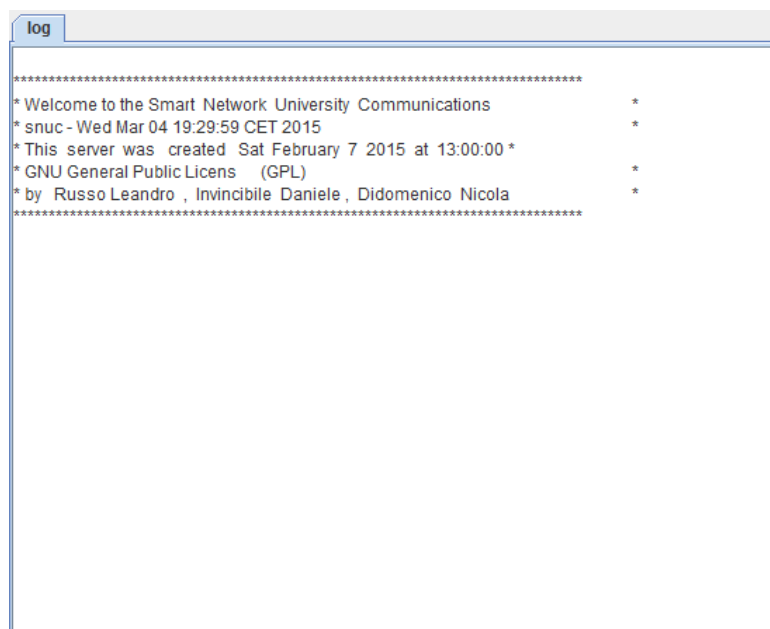 log
*********************************************************************************
* Welcome to the Smart Network University Communications *
* snuc - Wed Mar 04 19:29:59 CET 2015 *
* This server was created Sat February 7 2015 at 13:00:00 *
* GNU General Public Licens (GPL) *
* by Russo Leandro , Invincibile Daniele , Didomenico Nicola *
*********************************************************************************